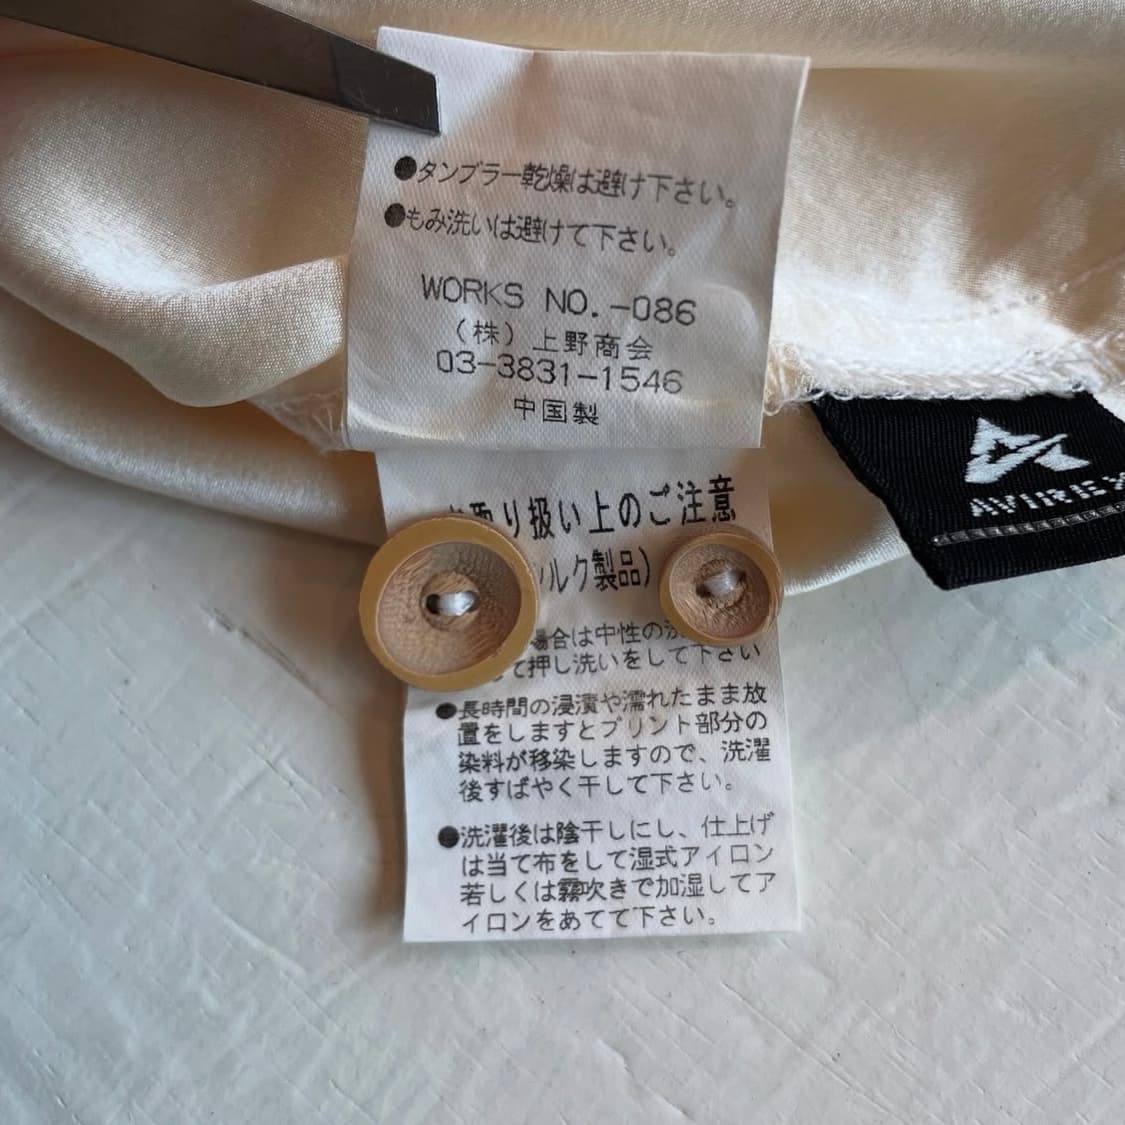 ●タンブラー乾燥は避け下さい。
●もみ洗いは避けて下さい。
WORKS NO.-086
(株)上野商会
03-3831-1546
中国製
AVIREX
取り扱い上のご注意
ルク製品)
場合は中性の洗
て押し洗いをして下さい
●長時間の浸漬や濡れたまま放
置をしますとプリント部分の
染料が移染しますので、洗濯
後すばやく干して下さい。
●洗濯後は陰干しにし、仕上げ
は当て布をして湿式アイロン
若しくは霧吹きで加湿してア
イロンをあてて下さい。